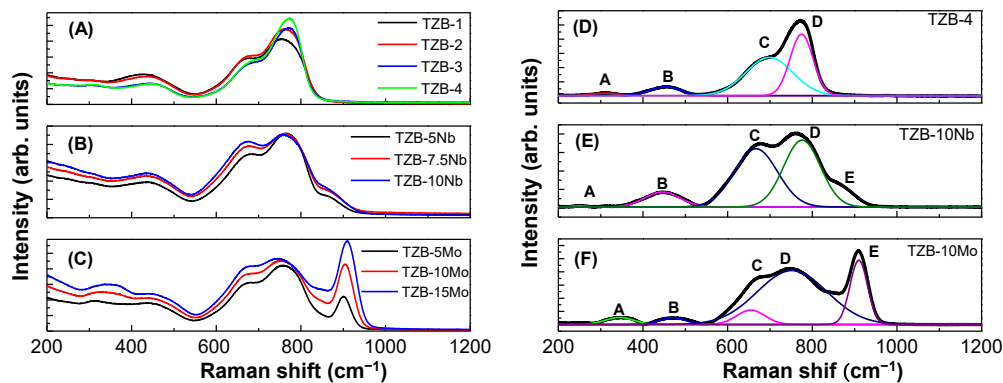 (A)
TZB-1
TZB-2
TZB-3
TZB-4
(B)
TZB-5Nb
TZB-7.5Nb
TZB-10Nb
(C)
TZB-5Mo
TZB-10Mo
TZB-15Mo
Intensity (arb. units)
200 400 600 800 1000 1200
Raman shift (cm⁻¹)
(D)
TZB-4
A B C D
(E)
TZB-10Nb
A B C D E
(F)
TZB-10Mo
A B C D E
Intensity (arb. units)
200 400 600 800 1000 1200
Raman shif (cm⁻¹)